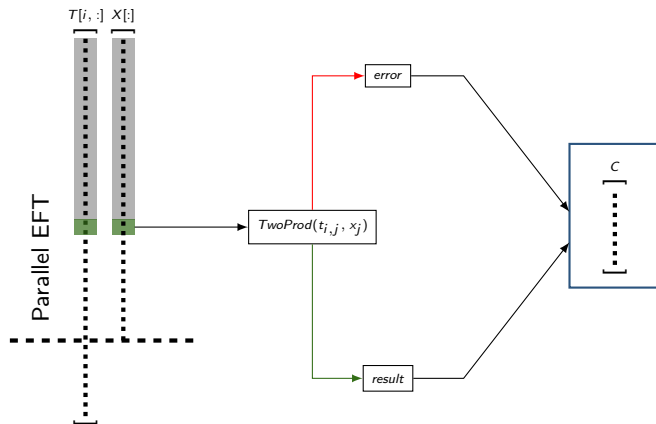 T[i, :] X[:]
error
C
TwoProd(t_{i,j}, x_j)
Parallel EFT
result